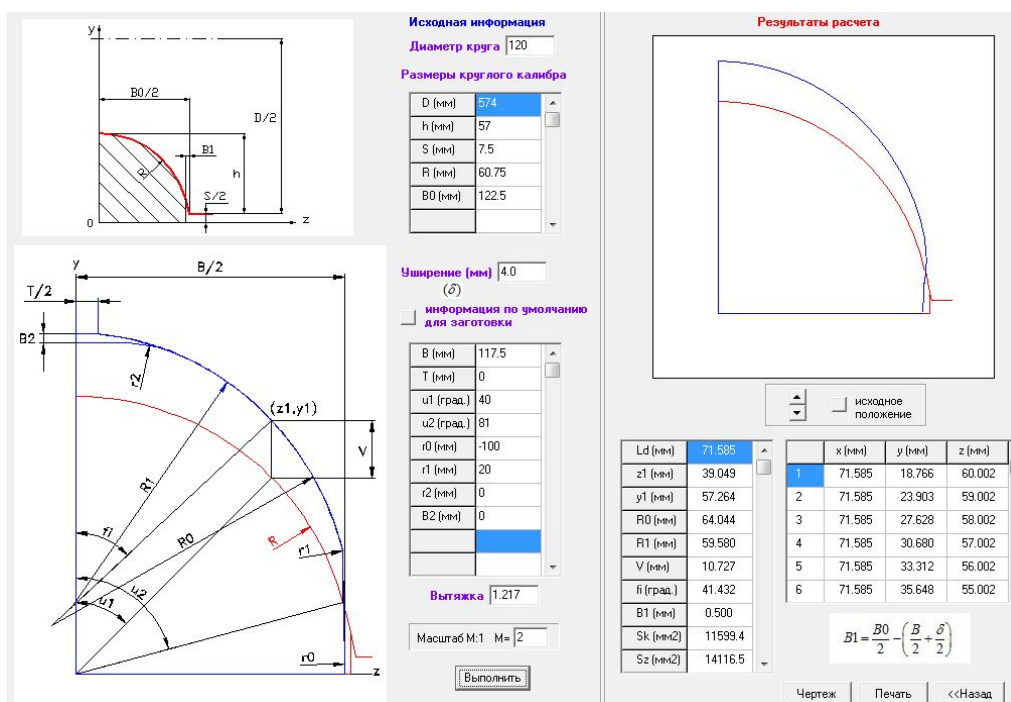 Исходная информация
Диаметр круга 120
Размеры круглого калибра
D (мм) 574
h (мм) 57
S (мм) 7.5
R (мм) 60.75
B0 (мм) 122.5
y
B0/2
D/2
B1
R
h
S/2
0
z
Уширение (мм) 4.0
(δ)
информация по умолчанию
для заготовки
B (мм) 117.5
T (мм) 0
u1 (град.) 40
u2 (град.) 81
r0 (мм) -100
r1 (мм) 20
r2 (мм) 0
B2 (мм) 0
Вытяжка 1.217
Масштаб М:1 М= 2
Выполнить
y
B/2
T/2
B2
r2
(z1,y1)
V
R1
fi
R0
R
r1
u2
u1
r0
z
Результаты расчета
исходное
положение
Ld (мм) 71.585
z1 (мм) 39.049
y1 (мм) 57.264
R0 (мм) 64.044
R1 (мм) 59.580
V (мм) 10.727
fi (град.) 41.432
B1 (мм) 0.500
Sk (мм2) 11599.4
Sz (мм2) 14116.5
x (мм) y (мм) z (мм)
1 71.585 18.766 60.002
2 71.585 23.903 59.002
3 71.585 27.628 58.002
4 71.585 30.680 57.002
5 71.585 33.312 56.002
6 71.585 35.648 55.002
B1 = B0/2 − (B/2 + δ/2)
Чертеж Печать <<Назад